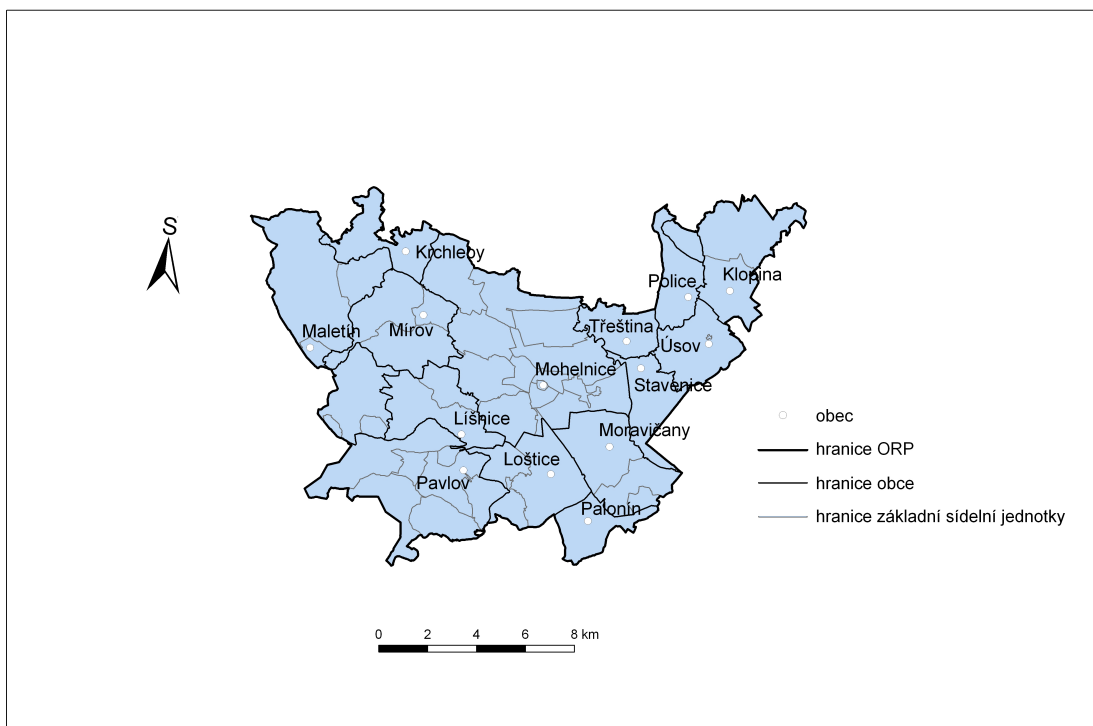 S
Krchleby
Klopina
Police
Maletín
Mírov
Třeština
Úsov
Mohelnice
Stavenice
Líšnice
Moravičany
Loštice
Pavlov
Palonín
obec
hranice ORP
hranice obce
hranice základní sídelní jednotky
0 2 4 6 8 km